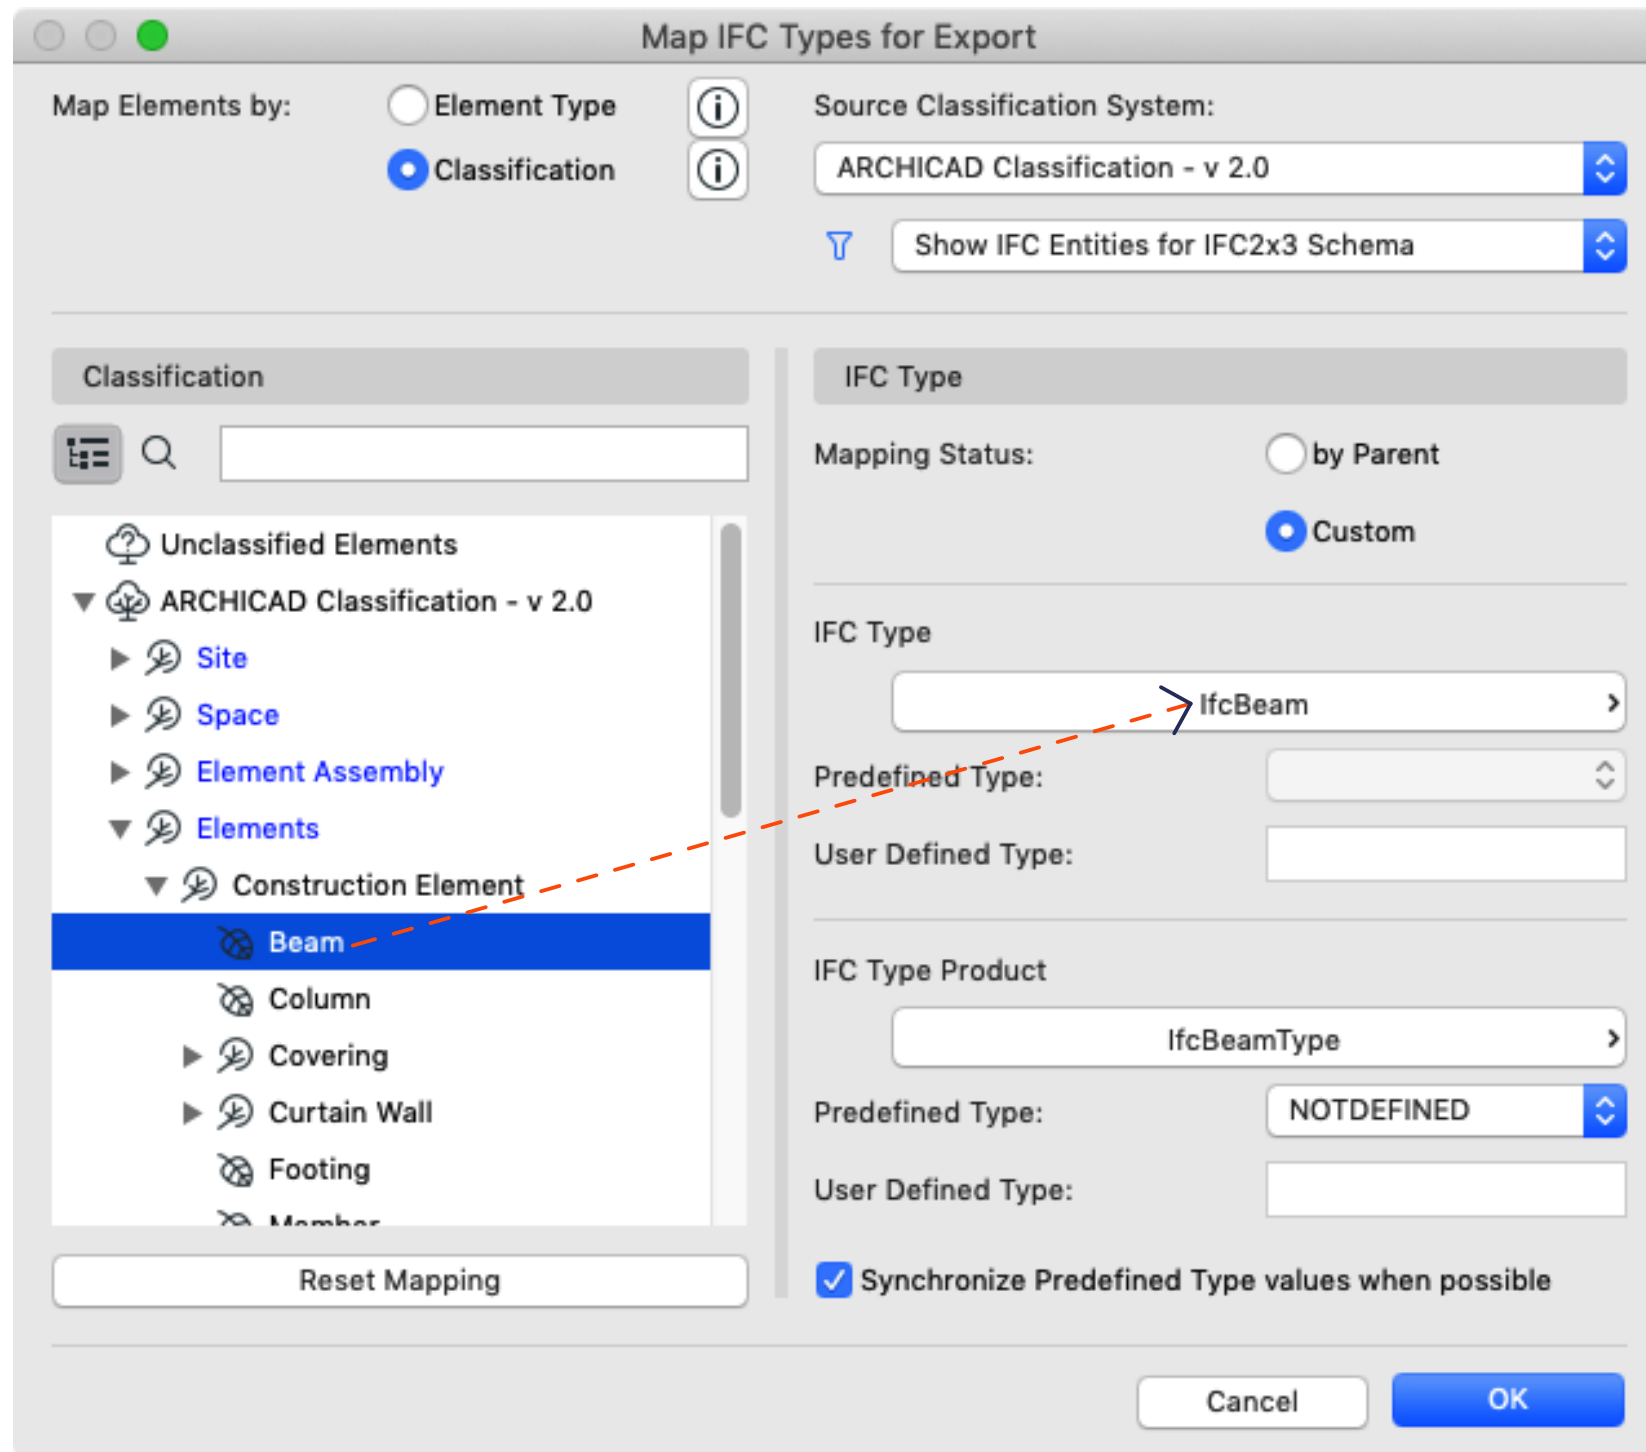 Map IFC Types for Export
Map Elements by:
Element Type
Classification
Source Classification System:
ARCHICAD Classification - v 2.0
Show IFC Entities for IFC2x3 Schema
Classification
Unclassified Elements
ARCHICAD Classification - v 2.0
Site
Space
Element Assembly
Elements
Construction Element
Beam
Column
Covering
Curtain Wall
Footing
Member
Reset Mapping
IFC Type
Mapping Status:
by Parent
Custom
IFC Type
IfcBeam
Predefined Type:
User Defined Type:
IFC Type Product
IfcBeamType
Predefined Type:
NOTDEFINED
User Defined Type:
Synchronize Predefined Type values when possible
Cancel
OK